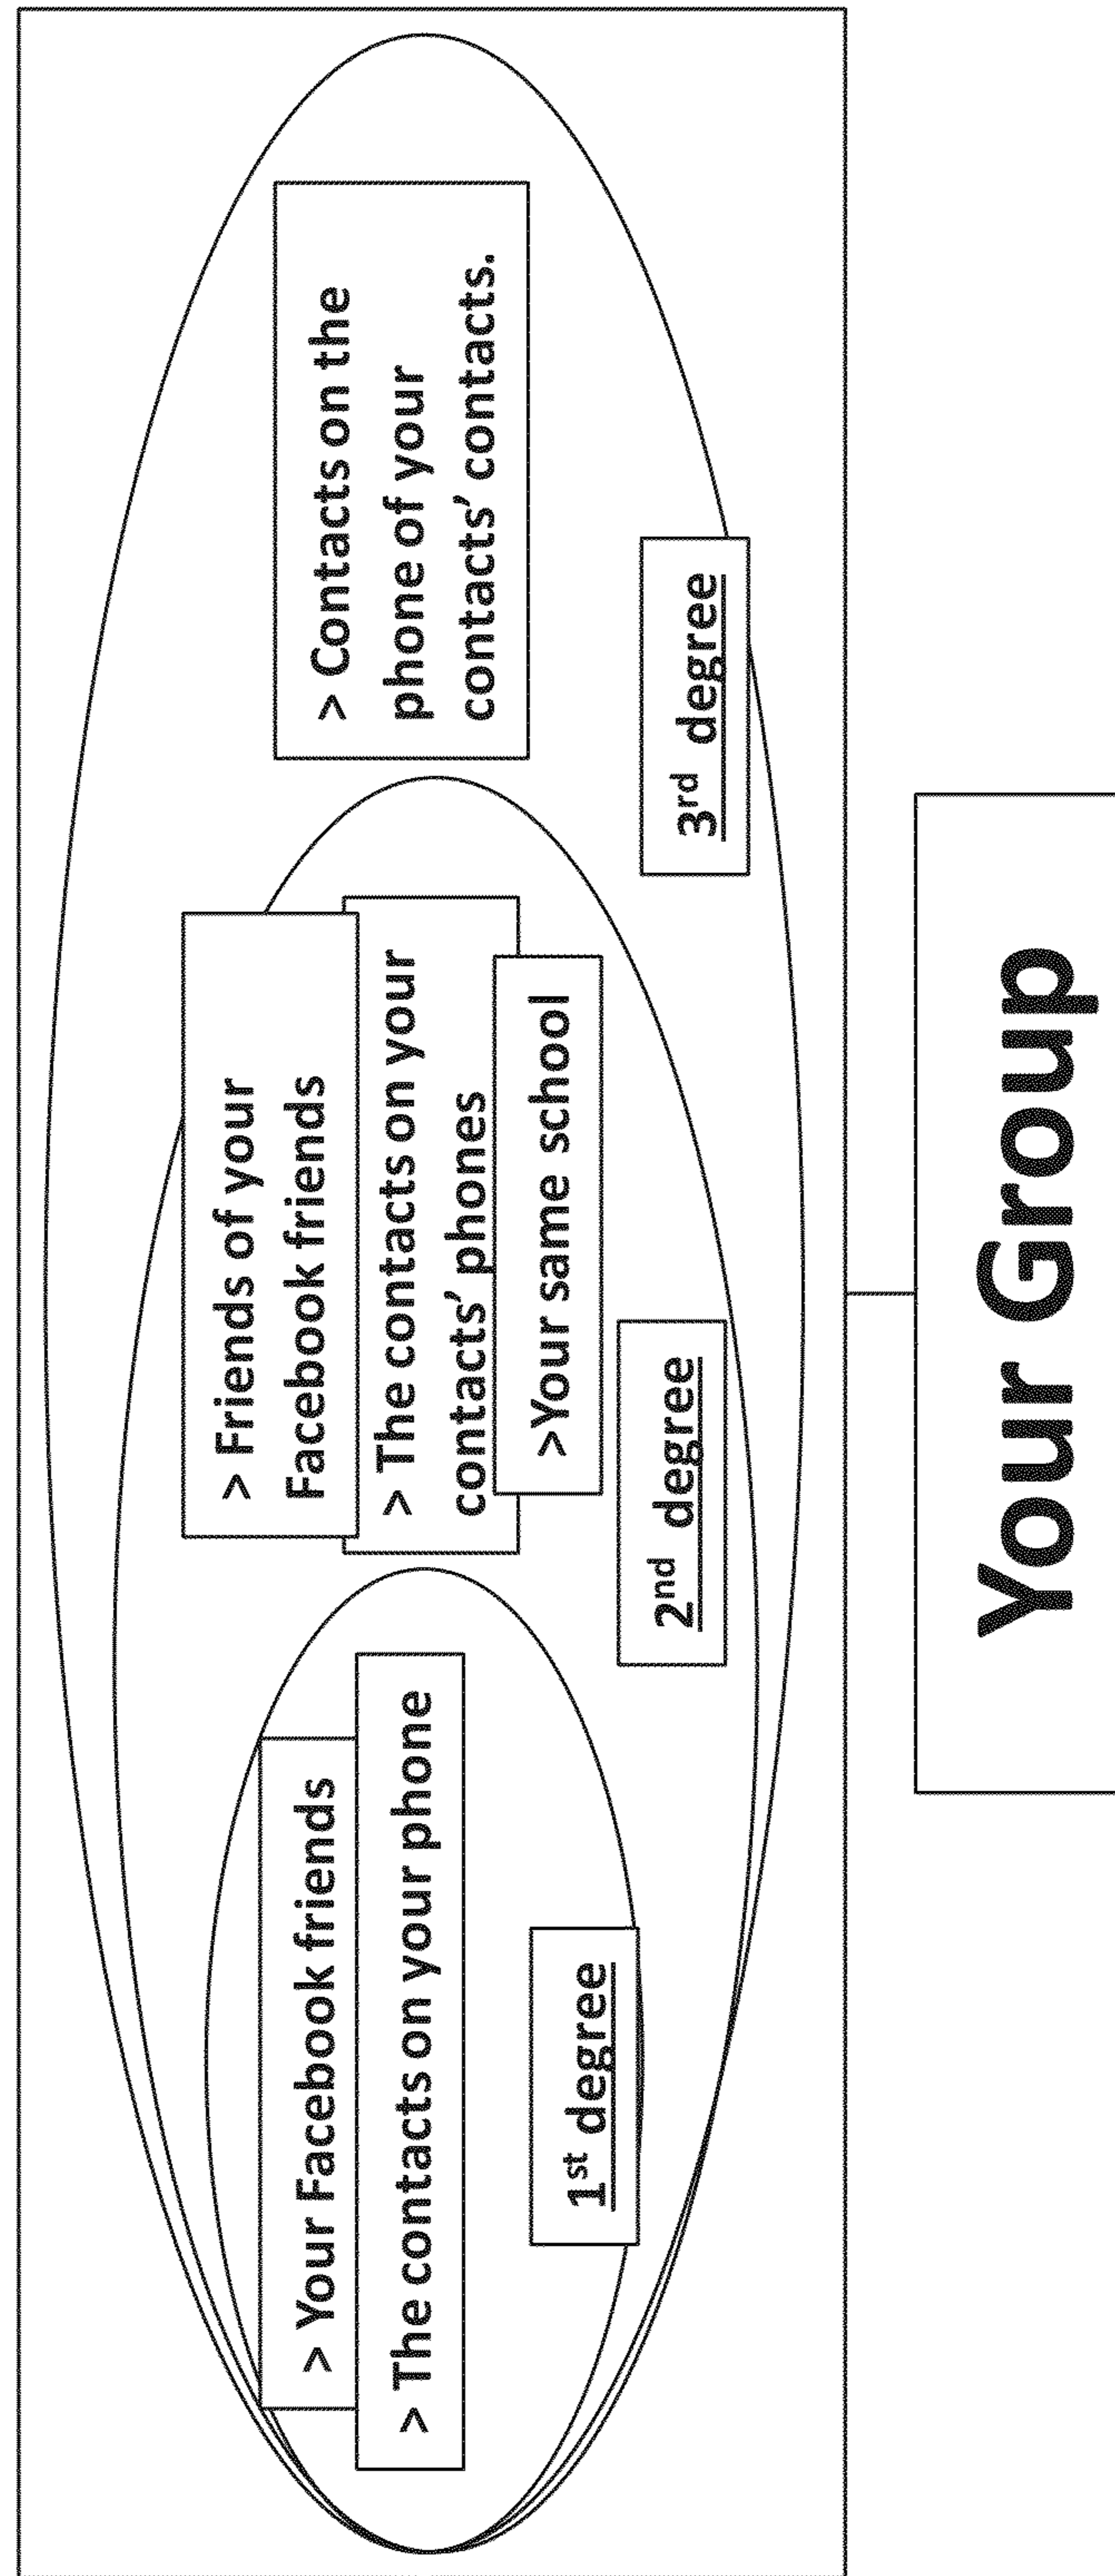 > Your Facebook friends
> The contacts on your phone
1st degree
> Friends of your
Facebook friends
> The contacts on your
contacts’ phones
>Your same school
2nd degree
> Contacts on the
phone of your
contacts’ contacts.
3rd degree
Your Group